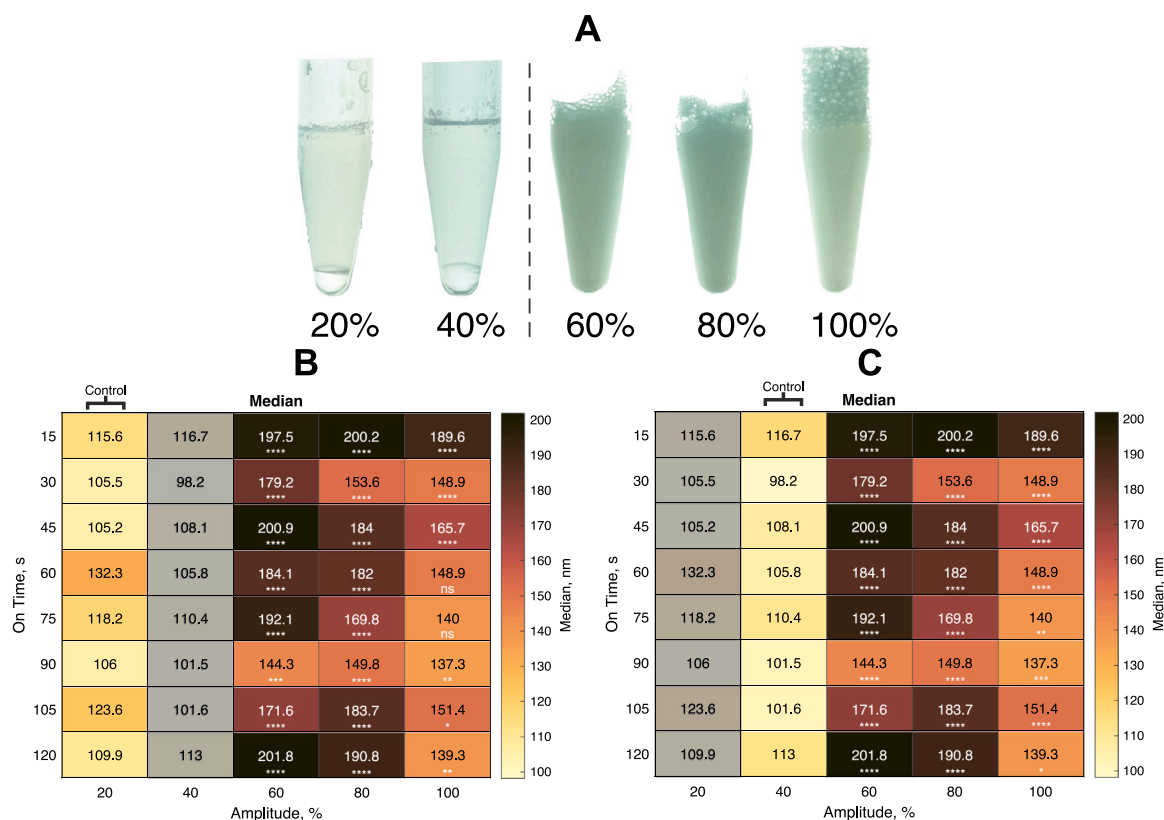 A
20%
40%
60%
80%
100%
B
Control
Median
15 115.6 116.7 197.5 200.2 189.6
**** **** ****
30 105.5 98.2 179.2 153.6 148.9
**** **** ****
45 105.2 108.1 200.9 184 165.7
**** **** ****
60 132.3 105.8 184.1 182 148.9
**** **** ns
75 118.2 110.4 192.1 169.8 140
**** **** ns
90 106 101.5 144.3 149.8 137.3
*** **** **
105 123.6 101.6 171.6 183.7 151.4
**** **** *
120 109.9 113 201.8 190.8 139.3
**** **** **
20 40 60 80 100
Amplitude, %
On Time, s
200
190
180
170
160
150
140
130
120
110
100
Median, nm
C
Control
Median
15 115.6 116.7 197.5 200.2 189.6
**** **** ****
30 105.5 98.2 179.2 153.6 148.9
**** **** ****
45 105.2 108.1 200.9 184 165.7
**** **** ****
60 132.3 105.8 184.1 182 148.9
**** **** ****
75 118.2 110.4 192.1 169.8 140
**** **** **
90 106 101.5 144.3 149.8 137.3
**** **** ***
105 123.6 101.6 171.6 183.7 151.4
**** **** ****
120 109.9 113 201.8 190.8 139.3
**** **** *
20 40 60 80 100
Amplitude, %
On Time, s
200
190
180
170
160
150
140
130
120
110
100
Median, nm